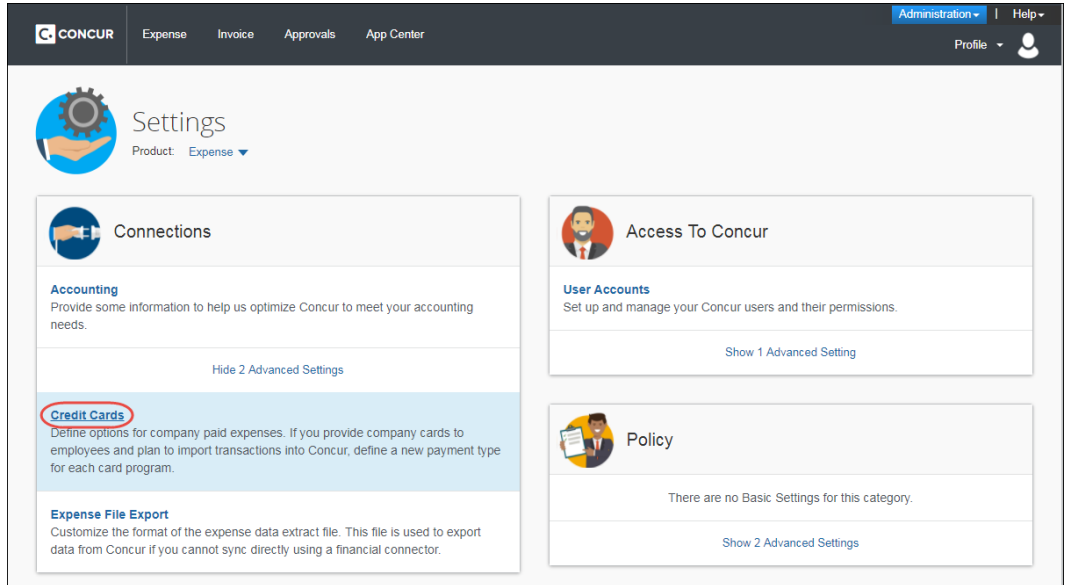 Administration | Help
C. CONCUR Expense Invoice Approvals App Center
Profile
Settings
Product: Expense
Connections
Accounting
Provide some information to help us optimize Concur to meet your accounting
needs.
Hide 2 Advanced Settings
Credit Cards
Define options for company paid expenses. If you provide company cards to
employees and plan to import transactions into Concur, define a new payment type
for each card program.
Expense File Export
Customize the format of the expense data extract file. This file is used to export
data from Concur if you cannot sync directly using a financial connector.
Access To Concur
User Accounts
Set up and manage your Concur users and their permissions.
Show 1 Advanced Setting
Policy
There are no Basic Settings for this category.
Show 2 Advanced Settings